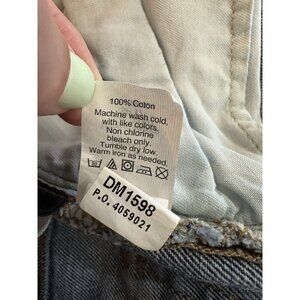 100% Cotton
Machine wash cold,
with like colors.
Non chlorine
bleach only.
Tumble dry low.
Warm iron as needed.
DM1598
P.O. 4059021